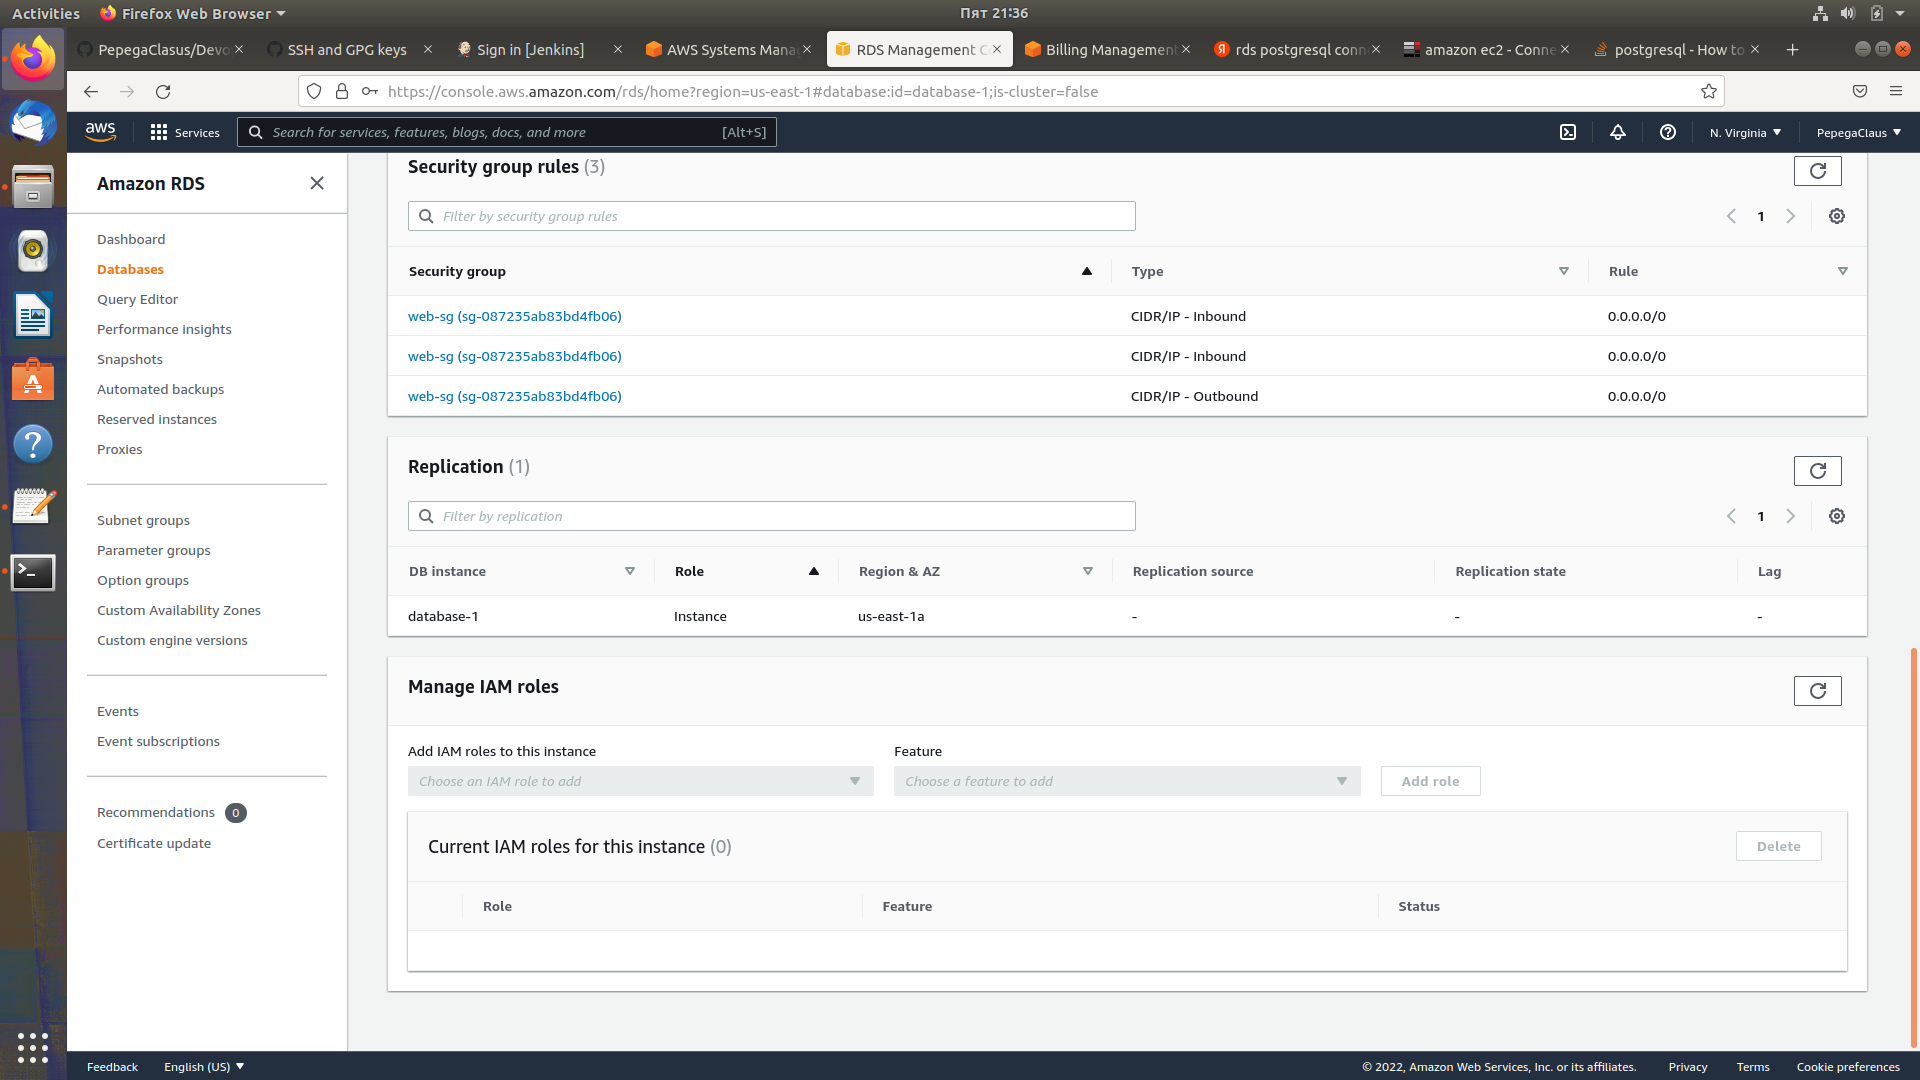 Activities
Firefox Web Browser
Пят 21:36
PepegaClasus/Devo
SSH and GPG keys
Sign in [Jenkins]
AWS Systems Mana
RDS Management C
Billing Management
rds postgresql conn
amazon ec2 - Conne
postgresql - How to
https://console.aws.amazon.com/rds/home?region=us-east-1#database:id=database-1;is-cluster=false
aws
Services
Search for services, features, blogs, docs, and more
[Alt+S]
N. Virginia
PepegaClaus
Amazon RDS
Dashboard
Databases
Query Editor
Performance insights
Snapshots
Automated backups
Reserved instances
Proxies
Subnet groups
Parameter groups
Option groups
Custom Availability Zones
Custom engine versions
Events
Event subscriptions
Recommendations 0
Certificate update
Security group rules (3)
Filter by security group rules
1
Security group Type Rule
web-sg (sg-087235ab83bd4fb06) CIDR/IP - Inbound 0.0.0.0/0
web-sg (sg-087235ab83bd4fb06) CIDR/IP - Inbound 0.0.0.0/0
web-sg (sg-087235ab83bd4fb06) CIDR/IP - Outbound 0.0.0.0/0
Replication (1)
Filter by replication
1
DB instance Role Region & AZ Replication source Replication state Lag
database-1 Instance us-east-1a - - -
Manage IAM roles
Add IAM roles to this instance Feature
Choose an IAM role to add Choose a feature to add Add role
Current IAM roles for this instance (0)
Delete
Role Feature Status
Feedback
English (US)
© 2022, Amazon Web Services, Inc. or its affiliates.
Privacy
Terms
Cookie preferences